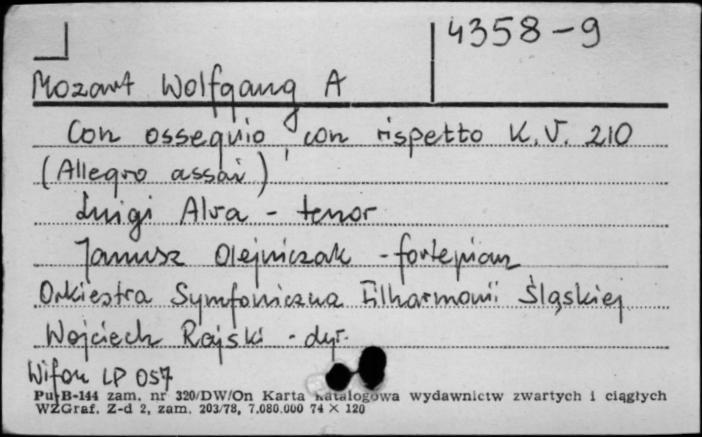 4358-9
Mozart Wolfgang A
Con ossequio, con rispetto K.V. 210
(Allegro assai)
Luigi Alva - tenor
Janusz Olejniczak - fortepian
Orkiestra Symfoniczna Filharmonii Śląskiej
Wojciech Rajski - dyr.
Wifon LP 057
Pu-B-144 zam. nr 320/DW/On Karta katalogowa wydawnictw zwartych i ciągłych
WZGraf. Z-d 2, zam. 203/78, 7.080.000 74 × 120